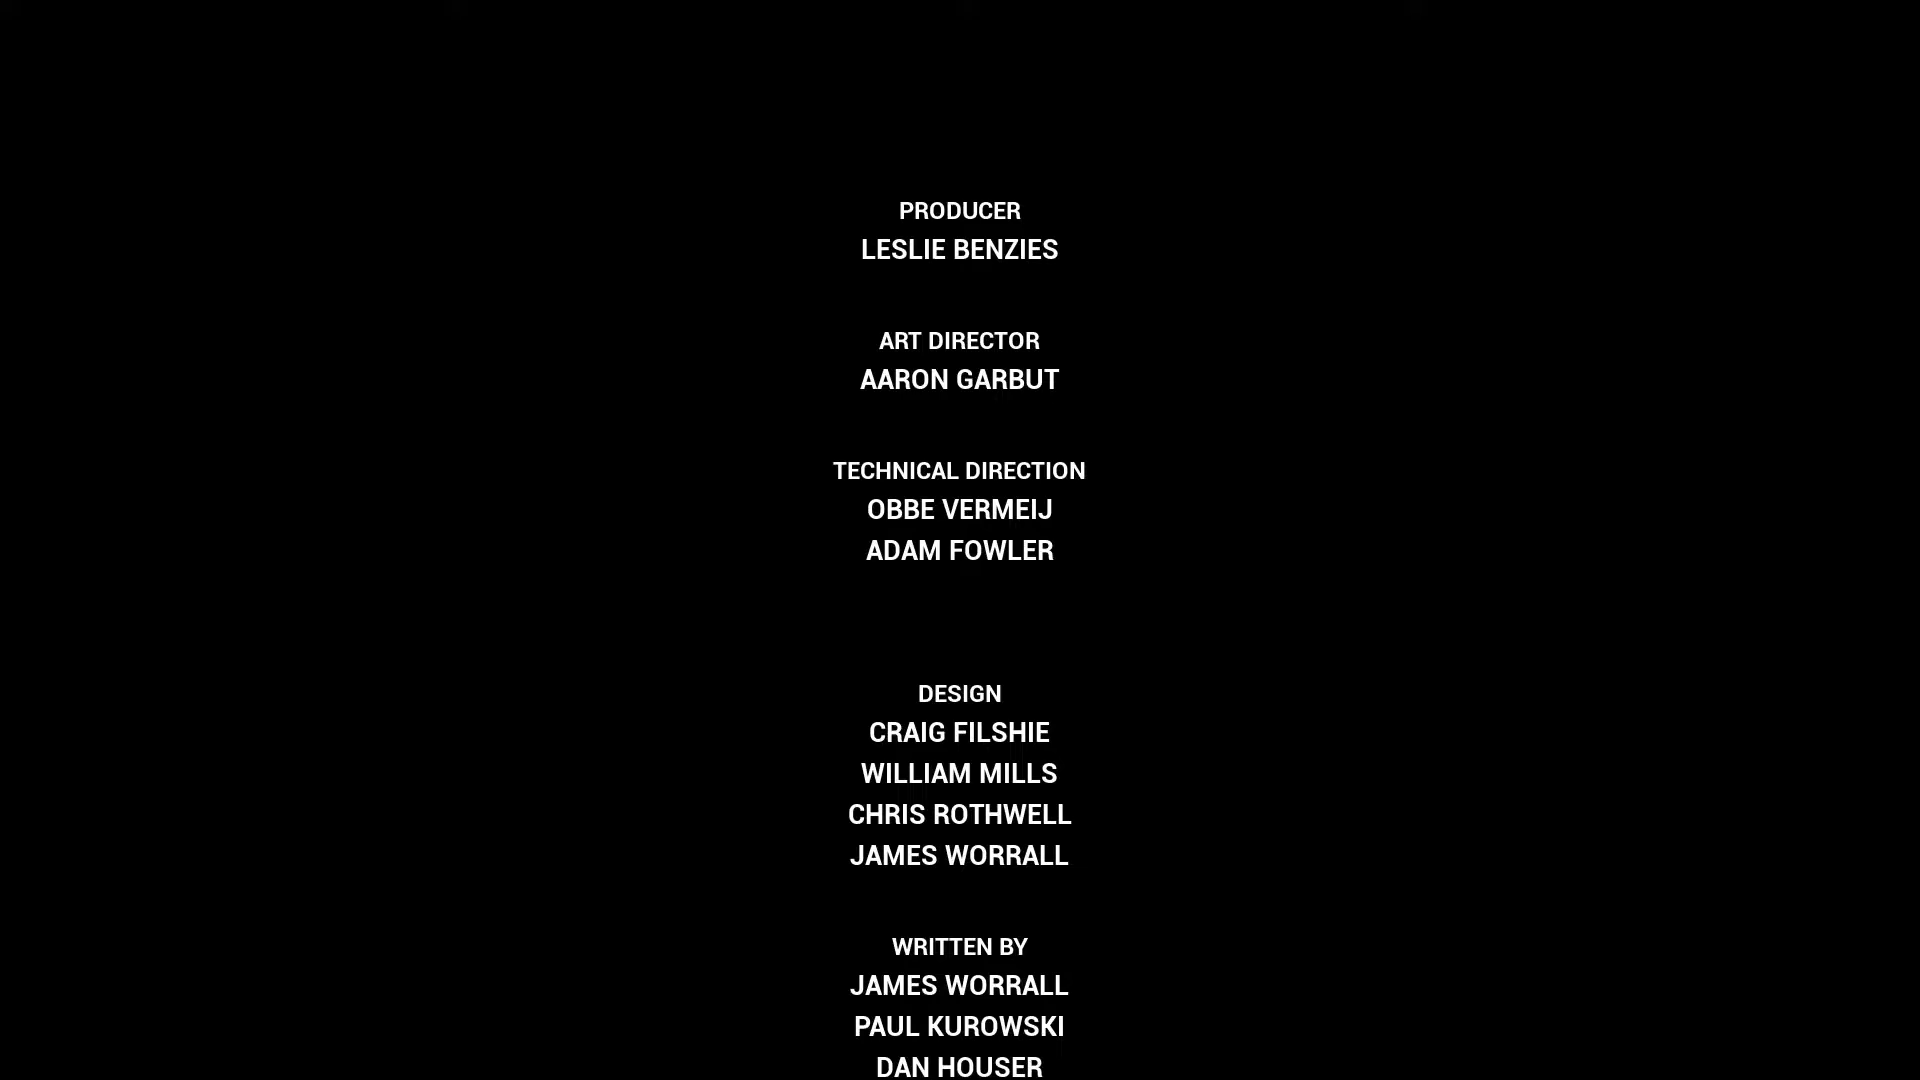 PRODUCER
LESLIE BENZIES
ART DIRECTOR
AARON GARBUT
TECHNICAL DIRECTION
OBBE VERMEIJ
ADAM FOWLER
DESIGN
CRAIG FILSHIE
WILLIAM MILLS
CHRIS ROTHWELL
JAMES WORRALL
WRITTEN BY
JAMES WORRALL
PAUL KUROWSKI
DAN HOUSER